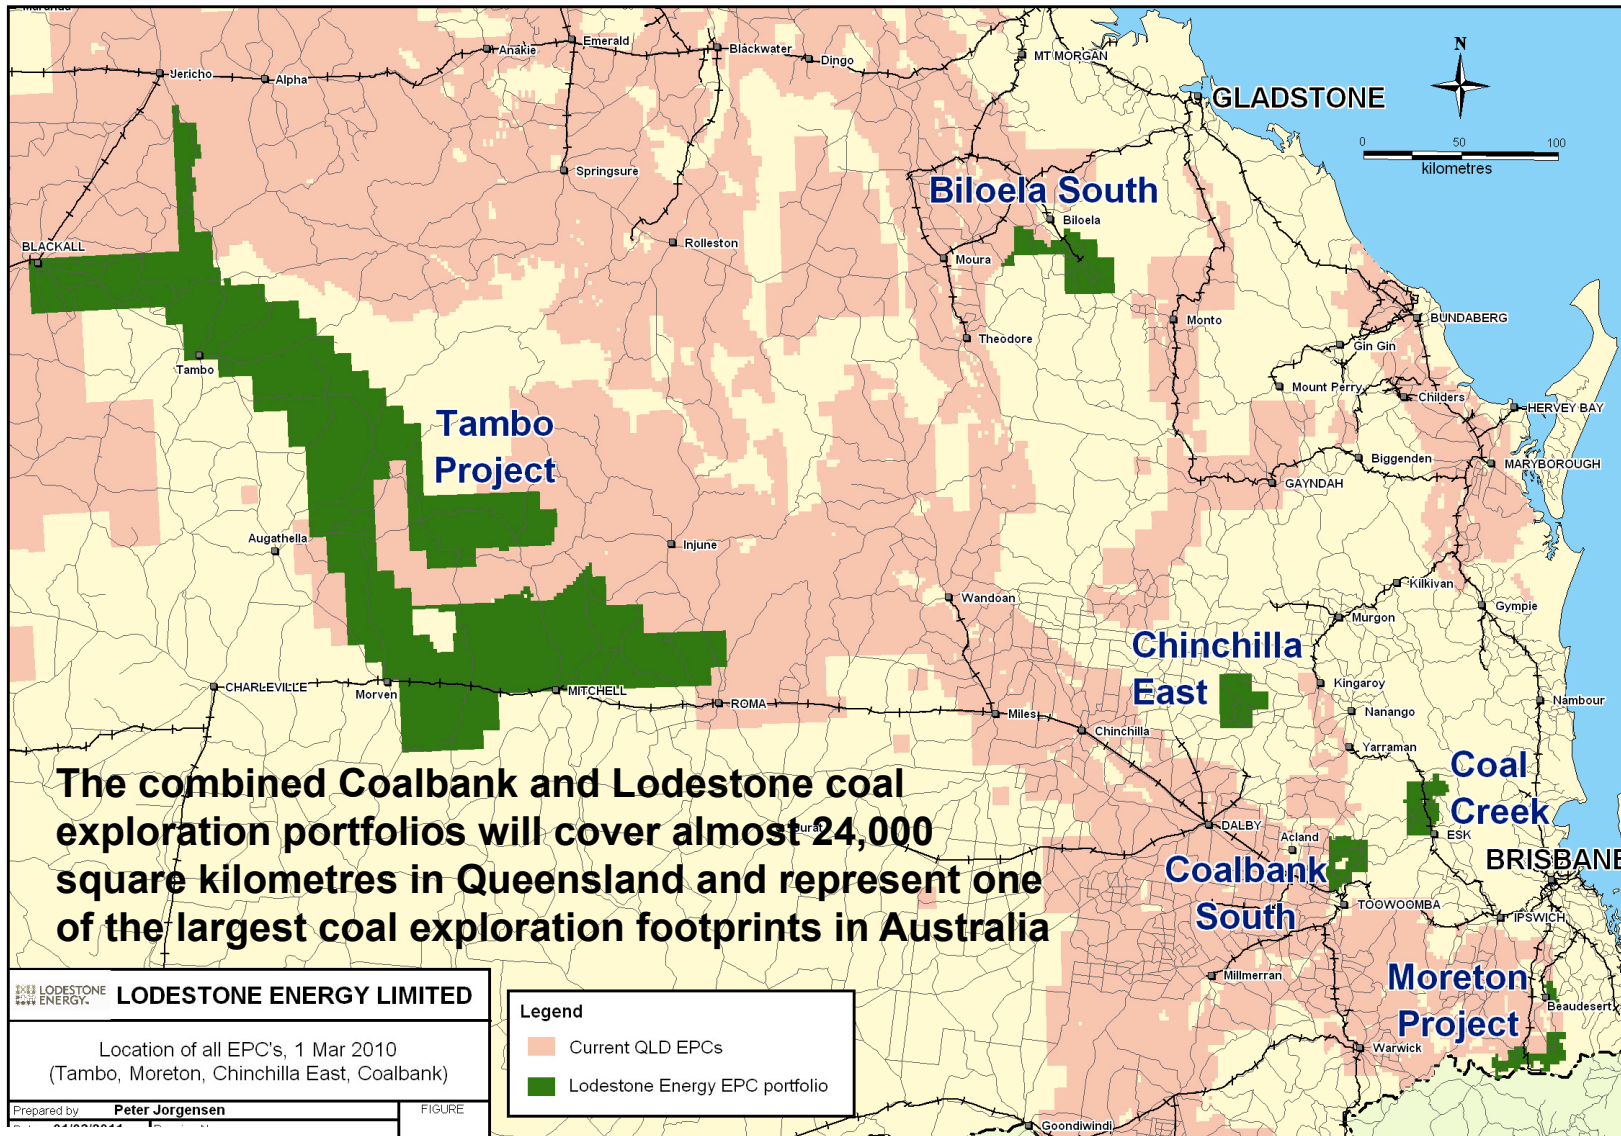 Jericho
Alpha
Anakie
Emerald
Blackwater
Dingo
MT MORGAN
GLADSTONE
N
0 50 100
kilometres
Springsure
Biloela South
Biloela
BLACKALL
Rolleston
Moura
Monto
BUNDABERG
Theodore
Gin Gin
Tambo
Mount Perry
Childers
HERVEY BAY
Tambo
Project
Biggenden
MARYBOROUGH
GAYNDAH
Augathella
Injune
Kilkivan
Wandoan
Gympie
Murgon
Chinchilla
East
CHARLEVILLE
Morven
MITCHELL
ROMA
Kingaroy
Nambour
Miles
Nanango
Chinchilla
Yarraman
Coal
Creek
The combined Coalbank and Lodestone coal
exploration portfolios will cover almost 24,000
square kilometres in Queensland and represent one
of the largest coal exploration footprints in Australia
DALBY
Acland
ESK
BRISBANE
Coalbank
South
TOOWOOMBA
IPSWICH
Millmerran
Moreton
Project
Beaudesert
Warwick
Goondiwindi
LODESTONE
ENERGY
LODESTONE ENERGY LIMITED
Location of all EPC's, 1 Mar 2010
(Tambo, Moreton, Chinchilla East, Coalbank)
Prepared by Peter Jorgensen
FIGURE
Legend
Current QLD EPCs
Lodestone Energy EPC portfolio